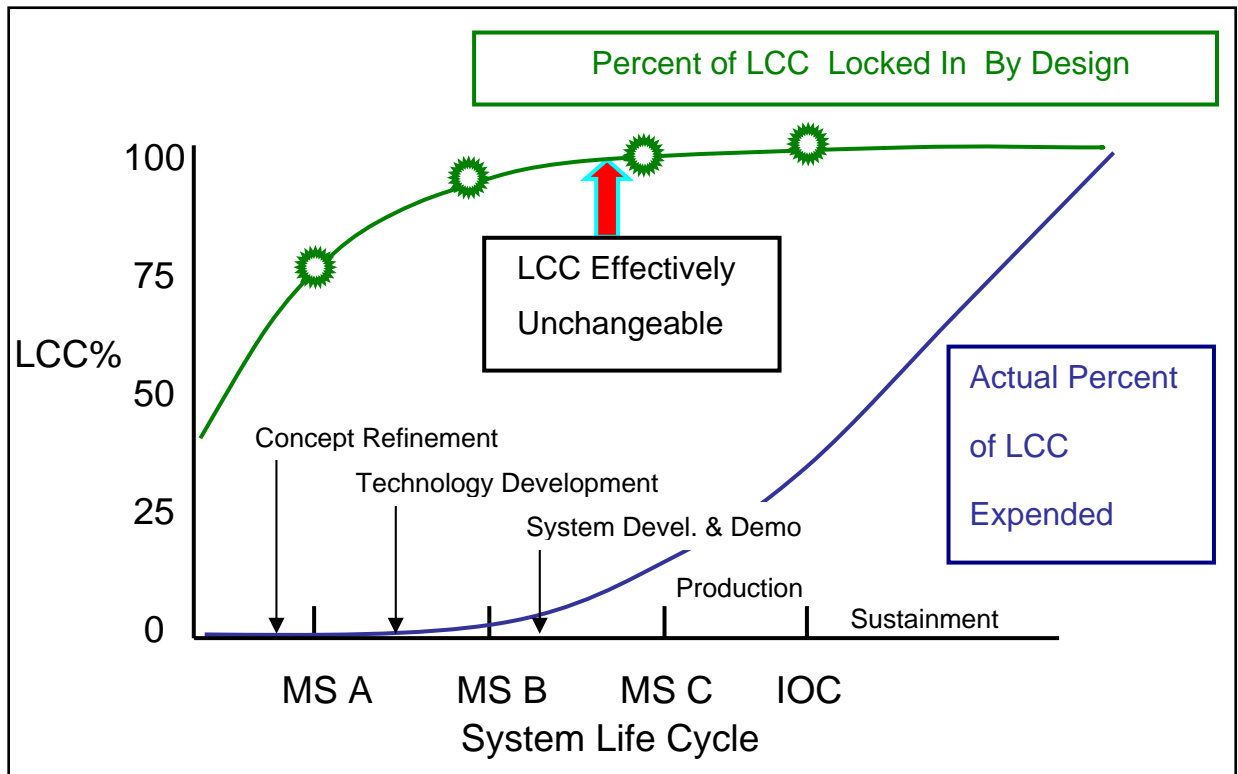 Percent of LCC Locked In By Design
100
75
LCC%
50
25
0
LCC Effectively
Unchangeable
Actual Percent
of LCC
Expended
Concept Refinement
Technology Development
System Devel. & Demo
Production
Sustainment
MS A
MS B
MS C
IOC
System Life Cycle